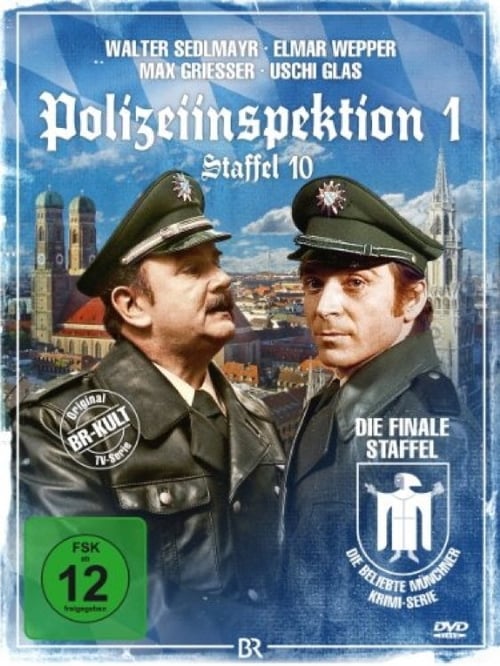 WALTER SEDLMAYR · ELMAR WEPPER
MAX GRIESSER · USCHI GLAS
Polizeiinspektion 1
Staffel 10
Original
BR-KULT
TV-Serie
DIE FINALE
STAFFEL
DIE BELIEBTE MÜNCHNER
KRIMI-SERIE
FSK
ab
12
freigegeben
BR
DVD
VIDEO